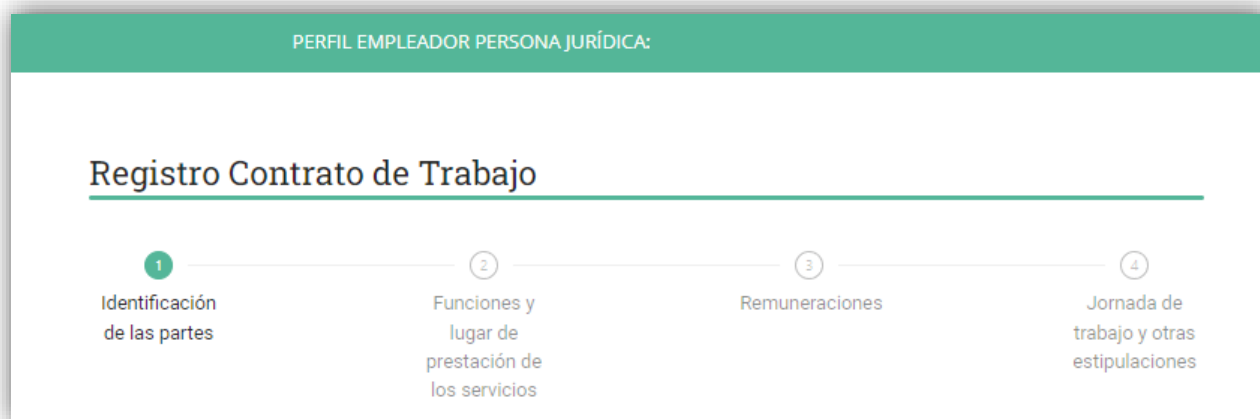 PERFIL EMPLEADOR PERSONA JURÍDICA:
Registro Contrato de Trabajo
1
Identificación
de las partes
2
Funciones y
lugar de
prestación de
los servicios
3
Remuneraciones
4
Jornada de
trabajo y otras
estipulaciones